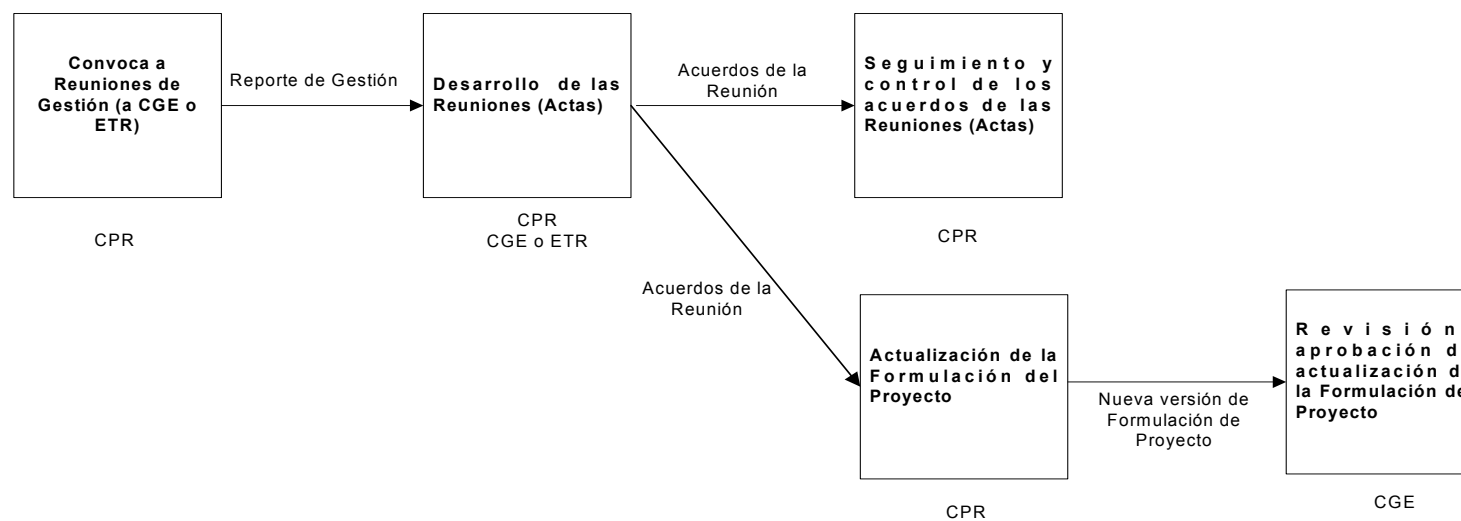 Convoca a
Reuniones de
Gestión (a CGE o
ETR)
CPR
Reporte de Gestión
Desarrollo de las
Reuniones (Actas)
CPR
CGE o ETR
Acuerdos de la
Reunión
Seguimiento y
control de los
acuerdos de las
Reuniones (Actas)
CPR
Acuerdos de la
Reunión
Actualización de la
Formulación del
Proyecto
CPR
Nueva versión de
Formulación de
Proyecto
Revisión
aprobación d
actualización d
la Formulación de
Proyecto
CGE